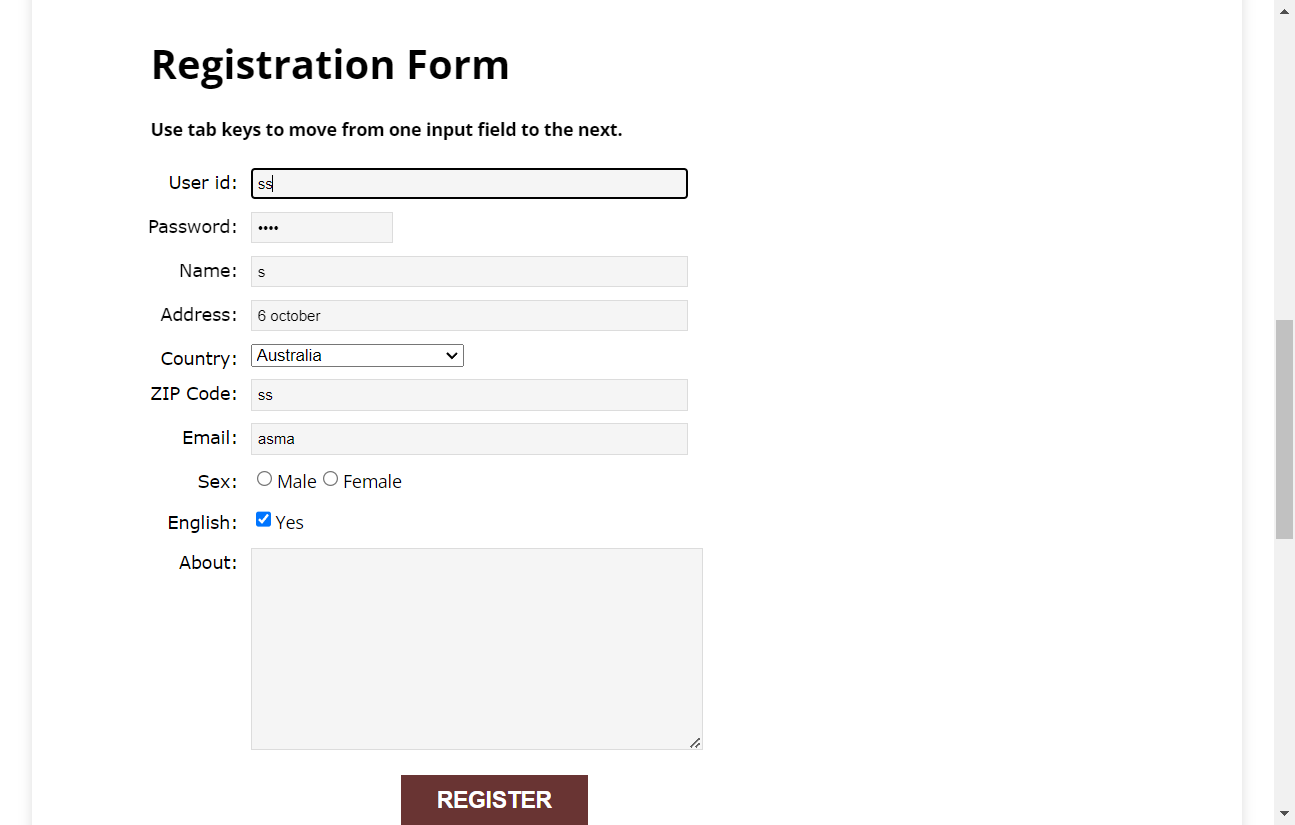 Registration Form
Use tab keys to move from one input field to the next.
User id: ss
Password: ••••
Name: s
Address: 6 october
Country: Australia
ZIP Code: ss
Email: asma
Sex: Male Female
English: Yes
About:
REGISTER